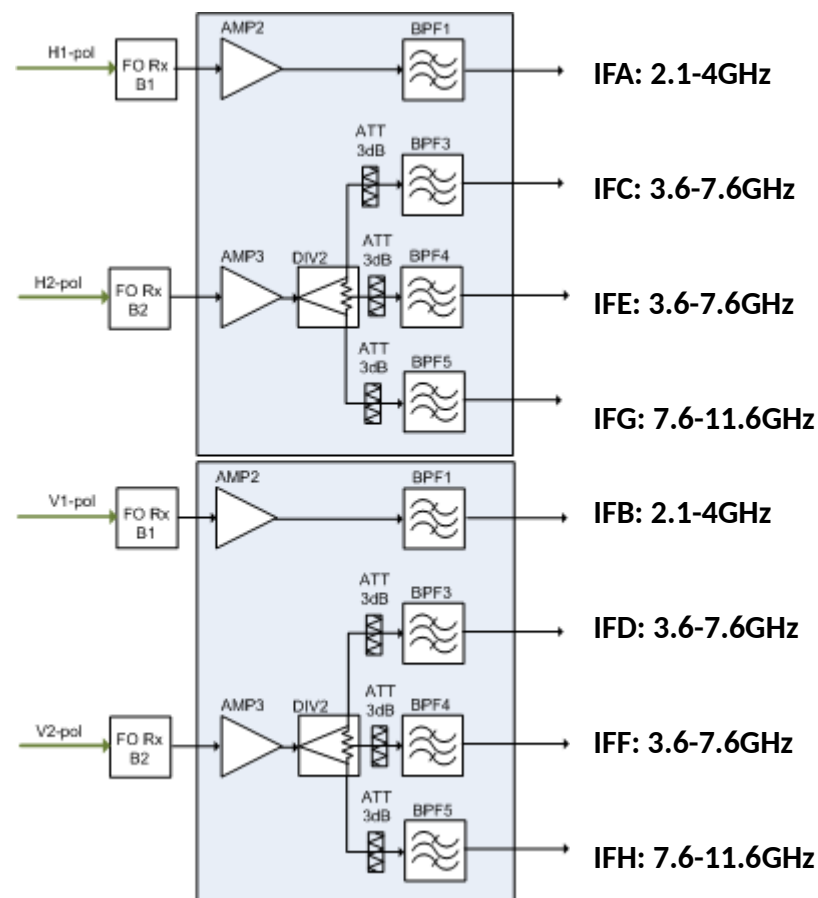 AMP2
BPF1
H1-pol
FO Rx
B1
IFA: 2.1-4GHz
ATT
3dB
BPF3
IFC: 3.6-7.6GHz
ATT
3dB
AMP3
DIV2
BPF4
H2-pol
FO Rx
B2
IFE: 3.6-7.6GHz
ATT
3dB
BPF5
IFG: 7.6-11.6GHz
AMP2
BPF1
V1-pol
FO Rx
B1
IFB: 2.1-4GHz
ATT
3dB
BPF3
IFD: 3.6-7.6GHz
ATT
3dB
AMP3
DIV2
BPF4
V2-pol
FO Rx
B2
IFF: 3.6-7.6GHz
ATT
3dB
BPF5
IFH: 7.6-11.6GHz